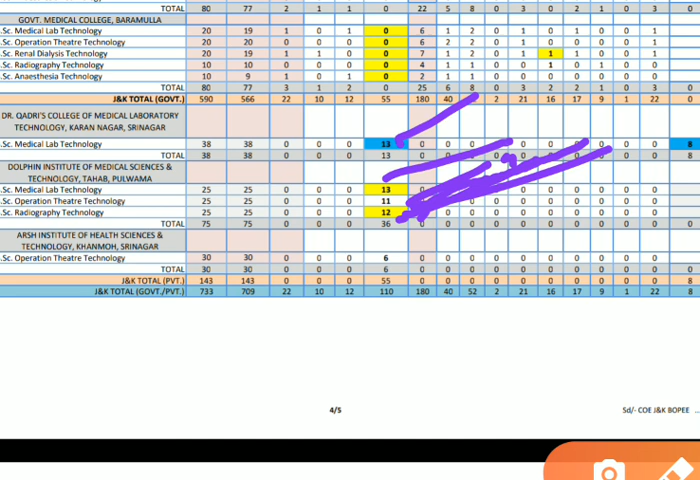 TOTAL 80 77 2 1 1 0 22 5 8 0 3 0 2 1 0 3 0
GOVT. MEDICAL COLLEGE, BARAMULLA
.Sc. Medical Lab Technology 20 19 1 0 1 0 6 1 2 0 1 0 1 0 0 1
.Sc. Operation Theatre Technology 20 20 0 0 0 0 6 2 2 0 1 0 0 0 0 1
.Sc. Renal Dialysis Technology 20 19 1 1 0 0 7 1 2 0 1 1 0 1 0 0
.Sc. Radiography Technology 10 10 0 0 0 0 4 1 1 0 0 1 0 1 0 0
.Sc. Anaesthesia Technology 10 9 1 0 1 0 2 1 1 0 0 0 0 0 0 1
TOTAL 80 77 3 1 2 0 25 6 8 0 3 2 2 1 0 3 0
J&K TOTAL (GOVT.) 590 566 22 10 12 55 180 40 2 21 16 17 9 1 22 0
DR. QADRI'S COLLEGE OF MEDICAL LABORATORY
TECHNOLOGY, KARAN NAGAR, SRINAGAR
.Sc. Medical Lab Technology 38 38 0 0 0 13 0 0 0 0 0 0 0 0 0 0 8
TOTAL 38 38 0 0 0 13 0 0 0 0 0 0 0 0 0 8
DOLPHIN INSTITUTE OF MEDICAL SCIENCES &
TECHNOLOGY, TAHAB, PULWAMA
.Sc. Medical Lab Technology 25 25 0 0 0 13 0 0 0 0 0 0 0
.Sc. Operation Theatre Technology 25 25 0 0 0 11 0 0 0 0 0 0 0
.Sc. Radiography Technology 25 25 0 0 0 12 0 0 0 0 0 0 0 0 0
TOTAL 75 75 0 0 0 36 0 0 0 0 0 0 0 0 0 0 0
ARSH INSTITUTE OF HEALTH SCIENCES &
TECHNOLOGY, KHANMOH, SRINAGAR
.Sc. Operation Theatre Technology 30 30 0 0 0 6 0 0 0 0 0 0 0 0 0 0
TOTAL 30 30 0 0 0 6 0 0 0 0 0 0 0 0 0 0 0
J&K TOTAL (PVT.) 143 143 0 0 0 55 0 0 0 0 0 0 0 0 0 0 8
J&K TOTAL (GOVT./PVT.) 733 709 22 10 12 110 180 40 52 2 21 16 17 9 1 22 8
4/5
Sd/- COE J&K BOPEE ...